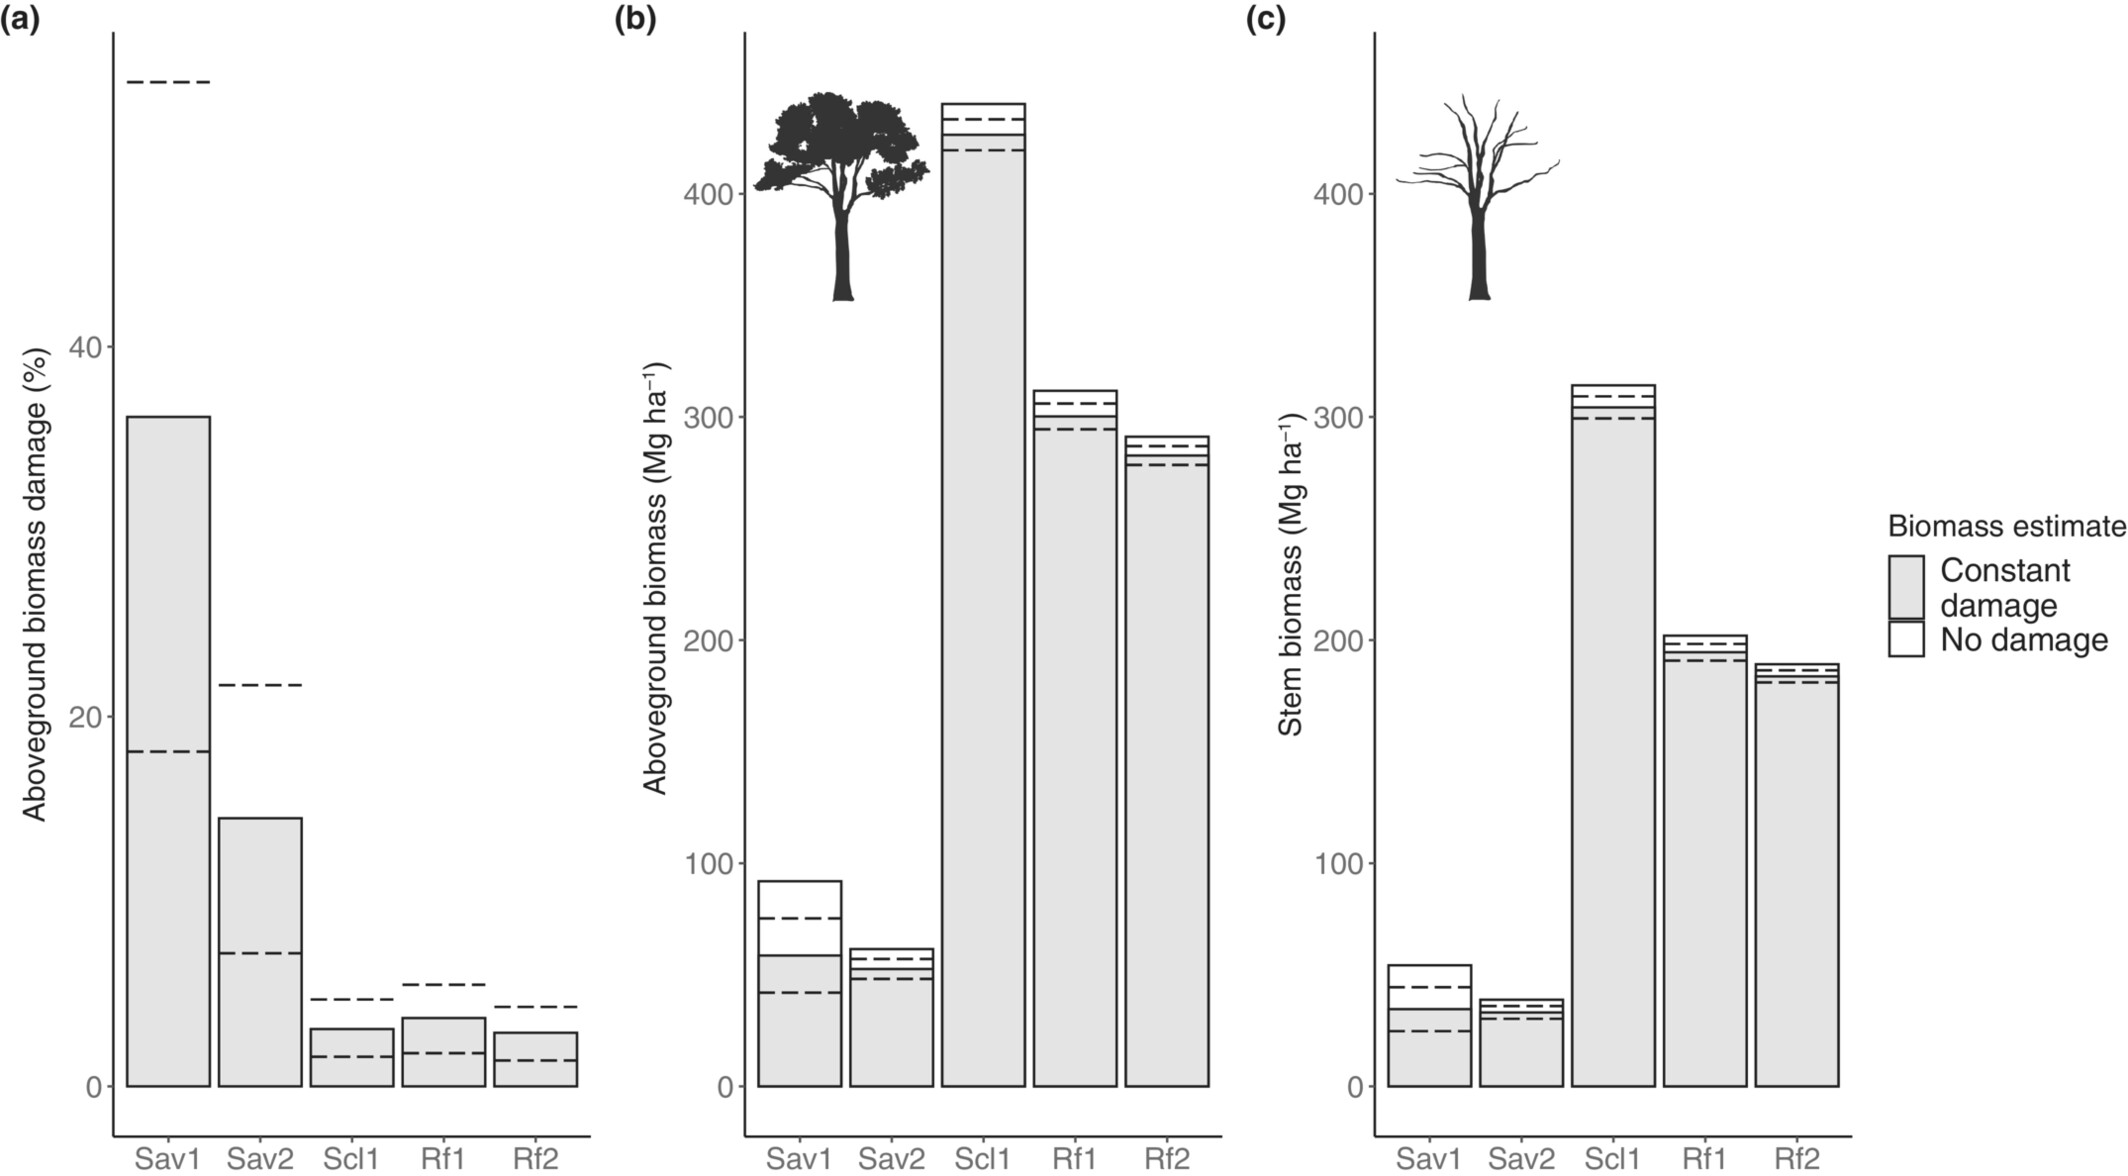 (a)
(b)
(c)
Aboveground biomass damage (%)
40
20
0
Sav1 Sav2 Scl1 Rf1 Rf2
Aboveground biomass (Mg ha⁻¹)
400
300
200
100
0
Sav1 Sav2 Scl1 Rf1 Rf2
Stem biomass (Mg ha⁻¹)
400
300
200
100
0
Sav1 Sav2 Scl1 Rf1 Rf2
Biomass estimate
Constant
damage
No damage